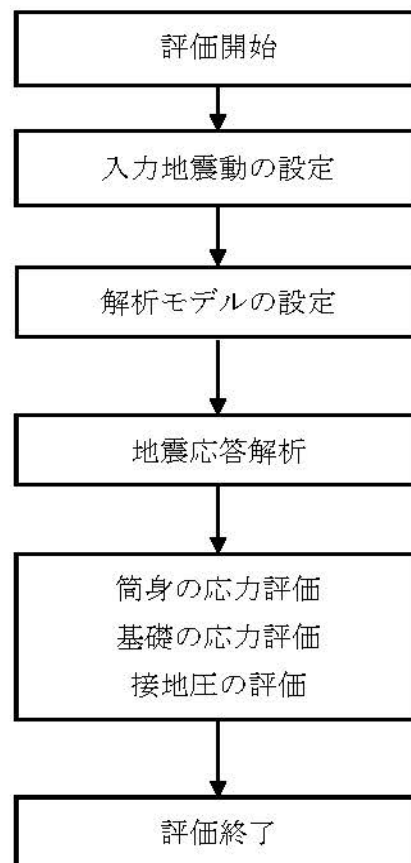 評価開始
入力地震動の設定
解析モデルの設定
地震応答解析
筒身の応力評価
基礎の応力評価
接地圧の評価
評価終了